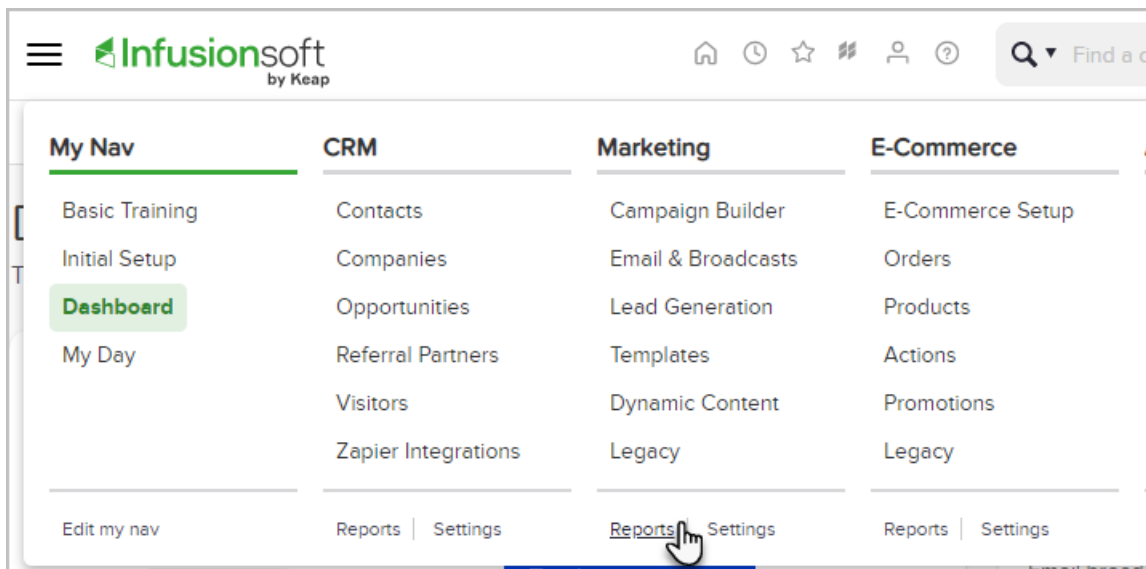 Infusionsoft
by Keap
Find a
My Nav
CRM
Marketing
E-Commerce
Basic Training
Contacts
Campaign Builder
E-Commerce Setup
Initial Setup
Companies
Email & Broadcasts
Orders
Dashboard
Opportunities
Lead Generation
Products
My Day
Referral Partners
Templates
Actions
Visitors
Dynamic Content
Promotions
Zapier Integrations
Legacy
Legacy
Edit my nav
Reports | Settings
Reports | Settings
Reports | Settings